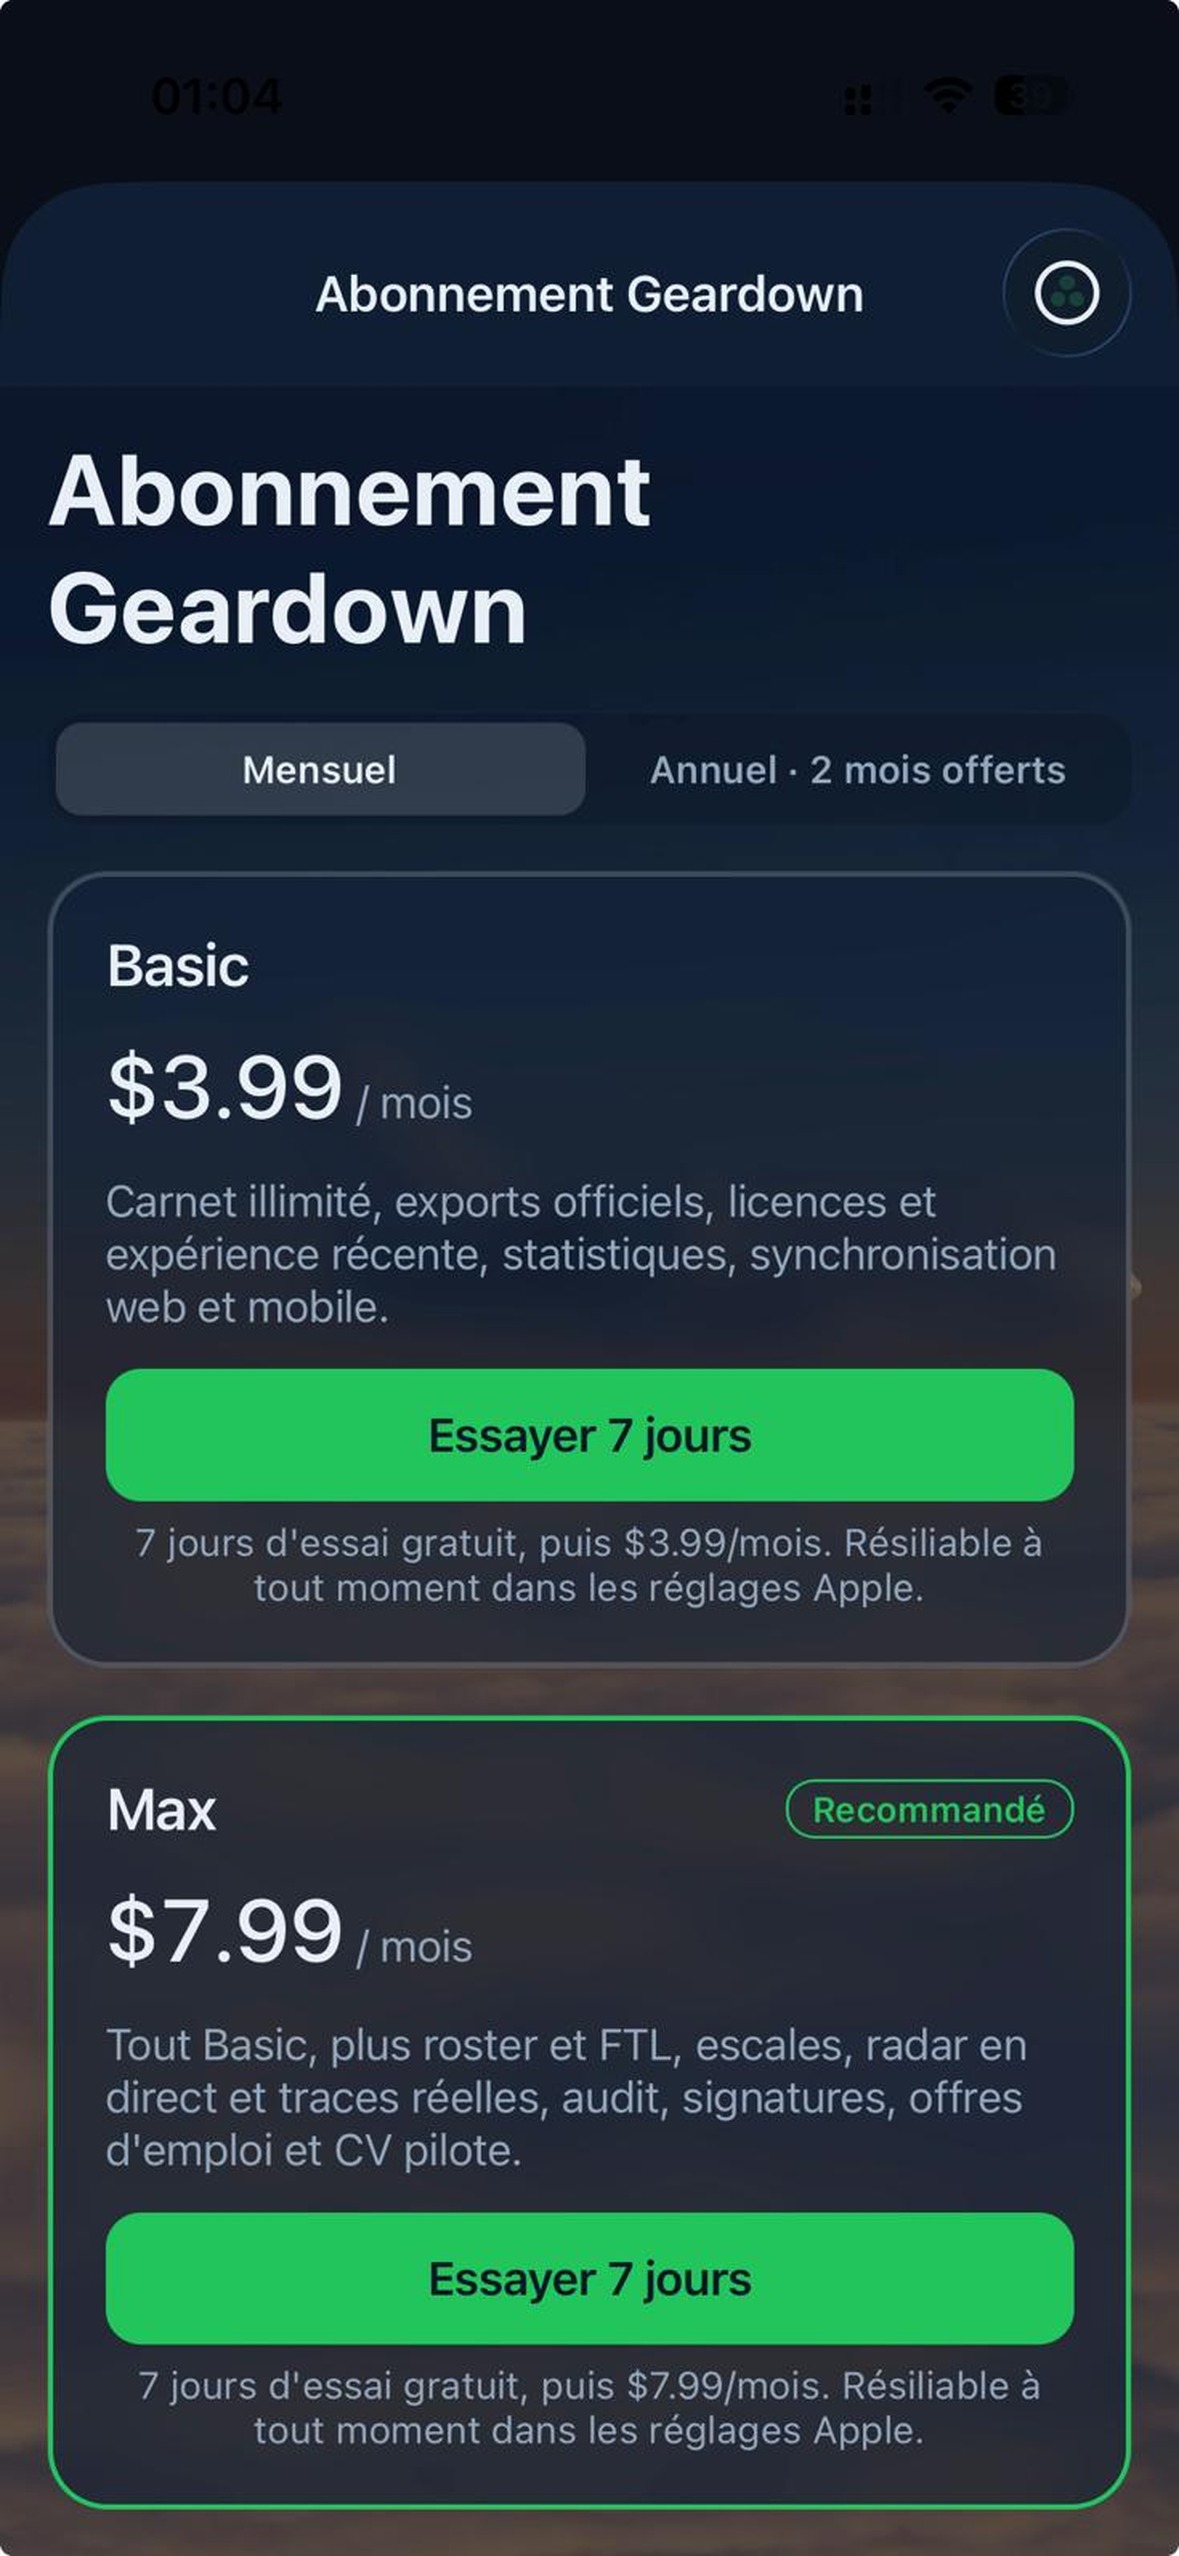 01:04
39
Abonnement Geardown
Abonnement
Geardown
Mensuel
Annuel · 2 mois offerts
Basic
$3.99 / mois
Carnet illimité, exports officiels, licences et
expérience récente, statistiques, synchronisation
web et mobile.
Essayer 7 jours
7 jours d'essai gratuit, puis $3.99/mois. Résiliable à
tout moment dans les réglages Apple.
Max
Recommandé
$7.99 / mois
Tout Basic, plus roster et FTL, escales, radar en
direct et traces réelles, audit, signatures, offres
d'emploi et CV pilote.
Essayer 7 jours
7 jours d'essai gratuit, puis $7.99/mois. Résiliable à
tout moment dans les réglages Apple.